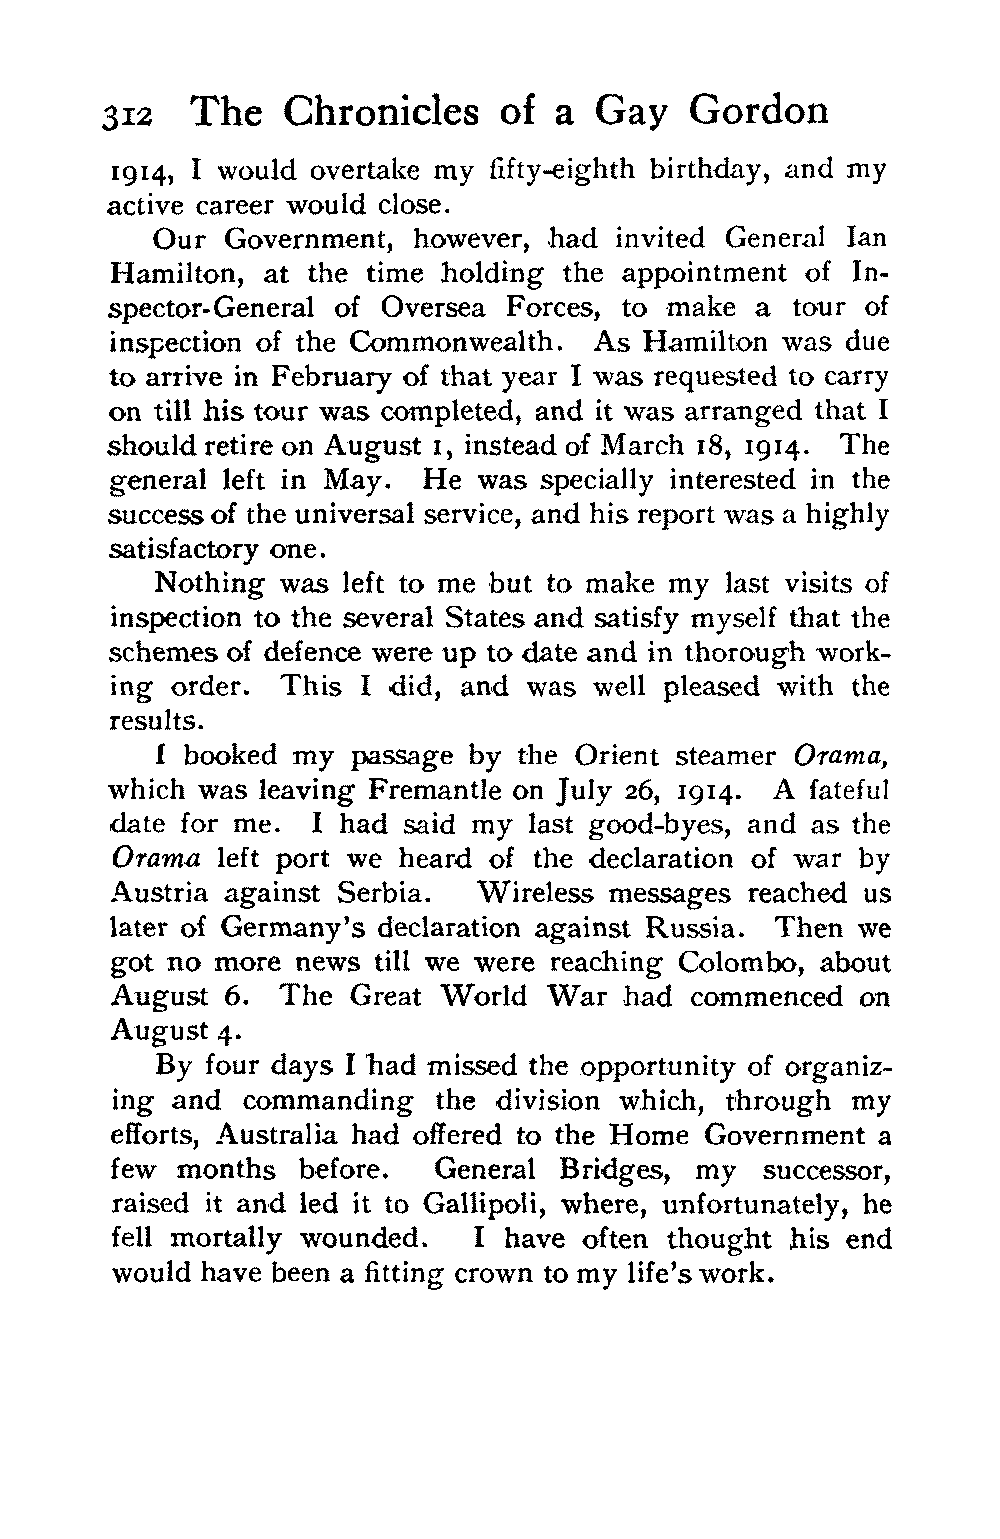 312 The Chronicles of a Gay Gordon
1914, I would overtake my fifty-eighth birthday, and my
active career would close.
Our Government, however, had invited General Ian
Hamilton, at the time holding the appointment of In-
spector-General of Oversea Forces, to make a tour of
inspection of the Commonwealth. As Hamilton was due
to arrive in February of that year I was requested to carry
on till his tour was completed, and it was arranged that I
should retire on August 1, instead of March 18, 1914. The
general left in May. He was specially interested in the
success of the universal service, and his report was a highly
satisfactory one.
Nothing was left to me but to make my last visits of
inspection to the several States and satisfy myself that the
schemes of defence were up to date and in thorough work-
ing order. This I did, and was well pleased with the
results.
I booked my passage by the Orient steamer Orama,
which was leaving Fremantle on July 26, 1914. A fateful
date for me. I had said my last good-byes, and as the
Orama left port we heard of the declaration of war by
Austria against Serbia. Wireless messages reached us
later of Germany's declaration against Russia. Then we
got no more news till we were reaching Colombo, about
August 6. The Great World War had commenced on
August 4.
By four days I had missed the opportunity of organiz-
ing and commanding the division which, through my
efforts, Australia had offered to the Home Government a
few months before. General Bridges, my successor,
raised it and led it to Gallipoli, where, unfortunately, he
fell mortally wounded. I have often thought his end
would have been a fitting crown to my life's work.